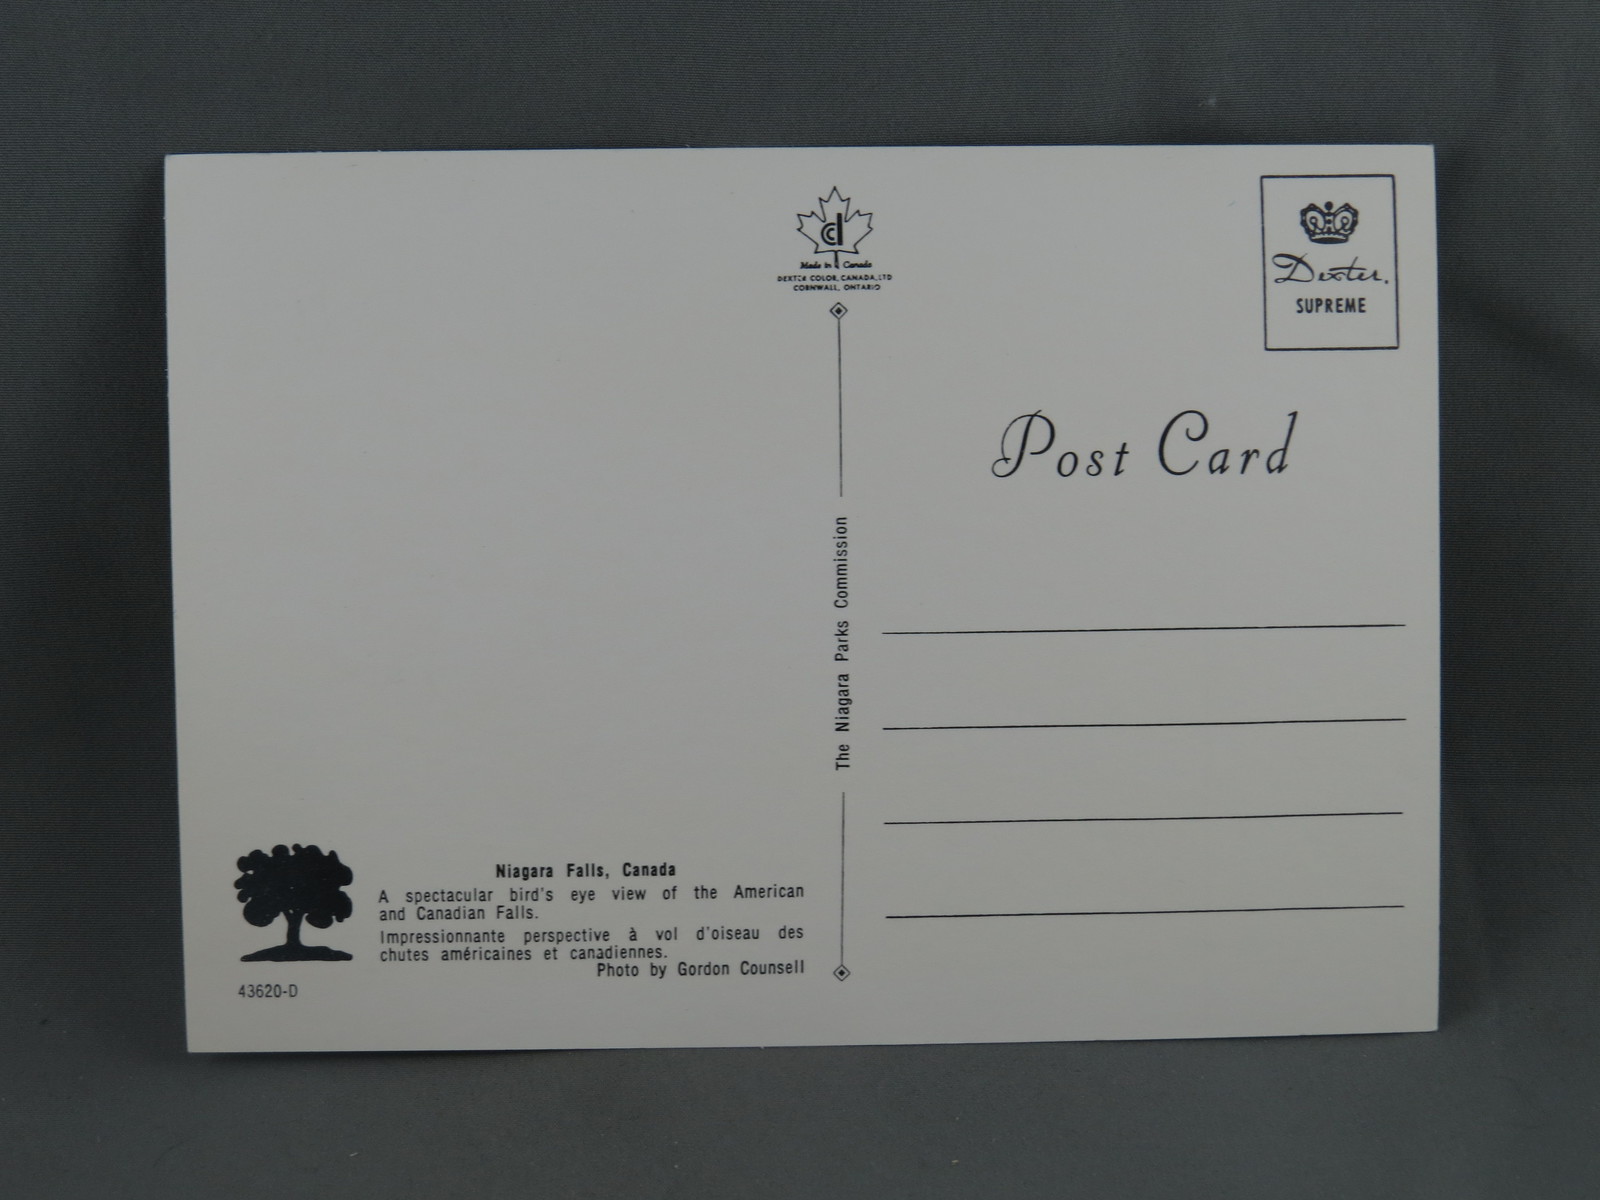 cd
Made in Canada
DEXTER COLOR, CANADA, LTD
CORNWALL, ONTARIO
Dexter.
SUPREME
Post Card
The Niagara Parks Commission
Niagara Falls, Canada
A spectacular bird's eye view of the American
and Canadian Falls.
Impressionnante perspective à vol d'oiseau des
chutes américaines et canadiennes.
Photo by Gordon Counsell
43620-D